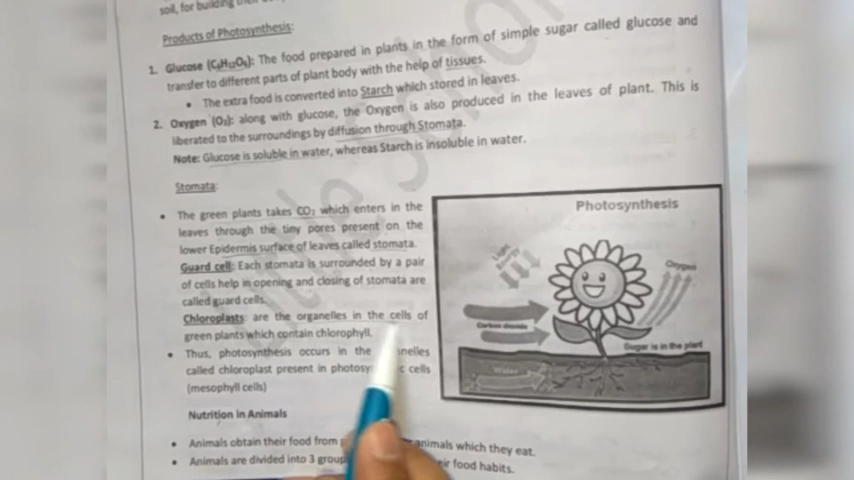 soil, for building
Products of Photosynthesis:
1. Glucose (C₆H₁₂O₆): The food prepared in plants in the form of simple sugar called glucose and
transfer to different parts of plant body with the help of tissues.
• The extra food is converted into Starch which stored in leaves.
2. Oxygen (O₂): along with glucose, the Oxygen is also produced in the leaves of plant. This is
liberated to the surroundings by diffusion through Stomata.
Note: Glucose is soluble in water, whereas Starch is insoluble in water.
Stomata:
• The green plants takes CO₂ which enters in the
leaves through the tiny pores present on the
lower Epidermis surface of leaves called stomata.
Guard cell: Each stomata is surrounded by a pair
of cells help in opening and closing of stomata are
called guard cells.
Chloroplasts: are the organelles in the cells of
green plants which contain chlorophyll.
• Thus, photosynthesis occurs in the
called chloroplast present in cells
(mesophyll cells)
Photosynthesis
Light
Oxygen
Carbon dioxide
Sugar is in the plant
Water
Nutrition in Animals
• Animals obtain their food from animals which they eat.
• Animals are divided into 3 food habits.